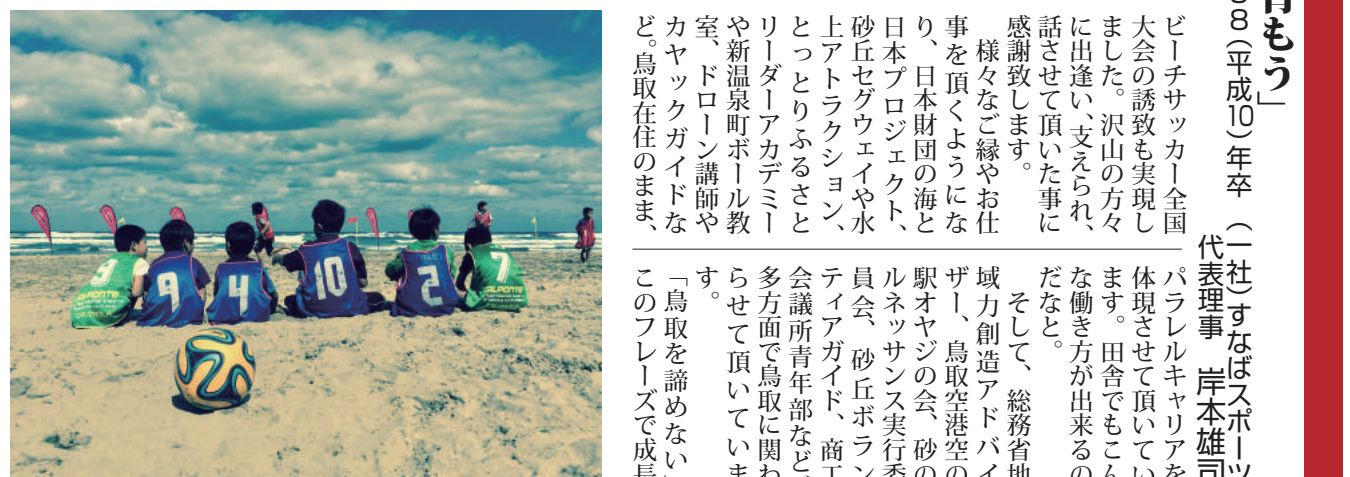 もう」
8(平成10)年卒 (一社)すなばスポーツ
代表理事 岸本雄司
ビーチサッカー全国
大会の誘致も実現し
ました。沢山の方々
に出逢い、支えられ、
話させて頂いた事に
感謝致します。
様々なご縁やお仕
事を頂くようにな
り、日本財団の海と
日本プロジェクト、
砂丘セグウェイや水
上アトラクション、
とっとりふるさと
リーダーアカデミー
や新温泉町ボール教
室、ドローン講師や
カヤックガイドな
ど。鳥取在住のまま、
パラレルキャリアを
体現させて頂いてい
ます。田舎でもこん
な働き方が出来るの
だなと。
そして、総務省地
域力創造アドバイ
ザー、鳥取空港空の
駅オヤジの会、砂の
ルネッサンス実行委
員会、砂丘ボラン
ティアガイド、商工
会議所青年部など、
多方面で鳥取に関わ
らせて頂いていま
す。
「鳥取を諦めない」
このフレーズで成長
9
9
4
10
2
7